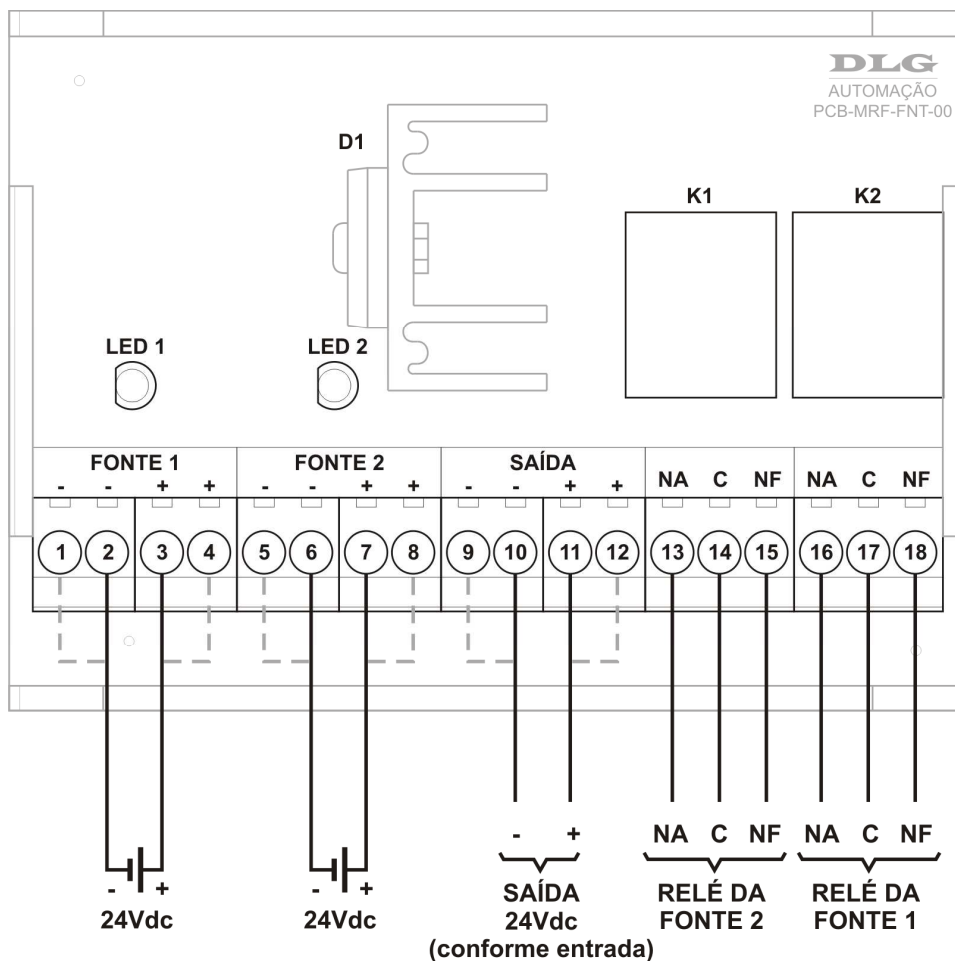 DLG
AUTOMAÇÃO
PCB-MRF-FNT-00
D1
K1 K2
LED 1 LED 2
FONTE 1 FONTE 2 SAÍDA
- - + + - - + + - - + + NA C NF NA C NF
1 2 3 4 5 6 7 8 9 10 11 12 13 14 15 16 17 18
- + NA C NF NA C NF
- + - +
24Vdc 24Vdc
SAÍDA
24Vdc
(conforme entrada)
RELÉ DA
FONTE 2
RELÉ DA
FONTE 1